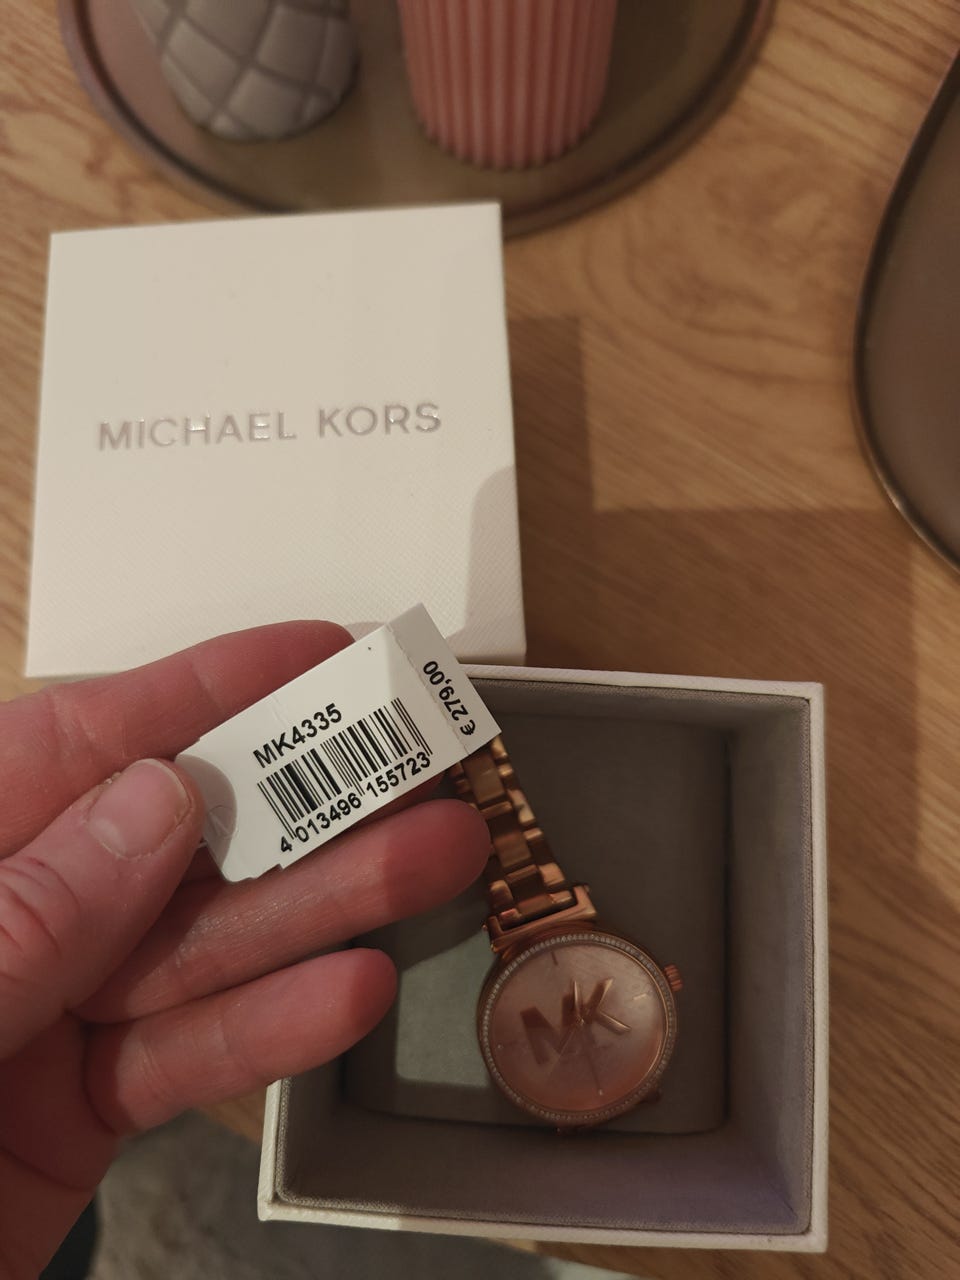 MICHAEL KORS
€ 279,00
MK4335
4 013496 155723
MK